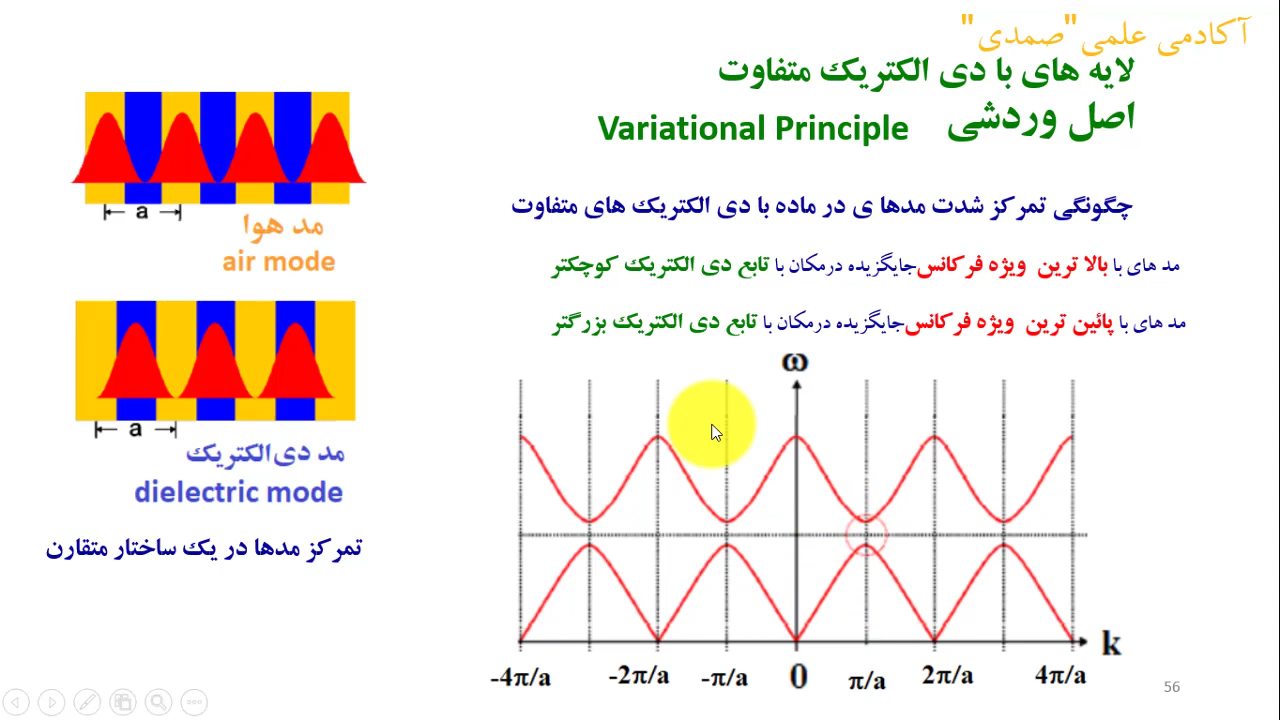 آکادمی علمی"صمدی"
لایه های با دی الکتریک متفاوت
اصل وردشی Variational Principle
چگونگی تمرکز شدت مدها ی در ماده با دی الکتریک های متفاوت
مد های با بالا ترین ویژه فرکانس جایگزیده درمکان با تابع دی الکتریک کوچکتر
مد های با پائین ترین ویژه فرکانس جایگزیده درمکان با تابع دی الکتریک بزرگتر
a
مد هوا
air mode
a
مد دی‌الکتریک
dielectric mode
تمرکز مدها در یک ساختار متقارن
ω
k
-4π/a -2π/a -π/a 0 π/a 2π/a 4π/a
56